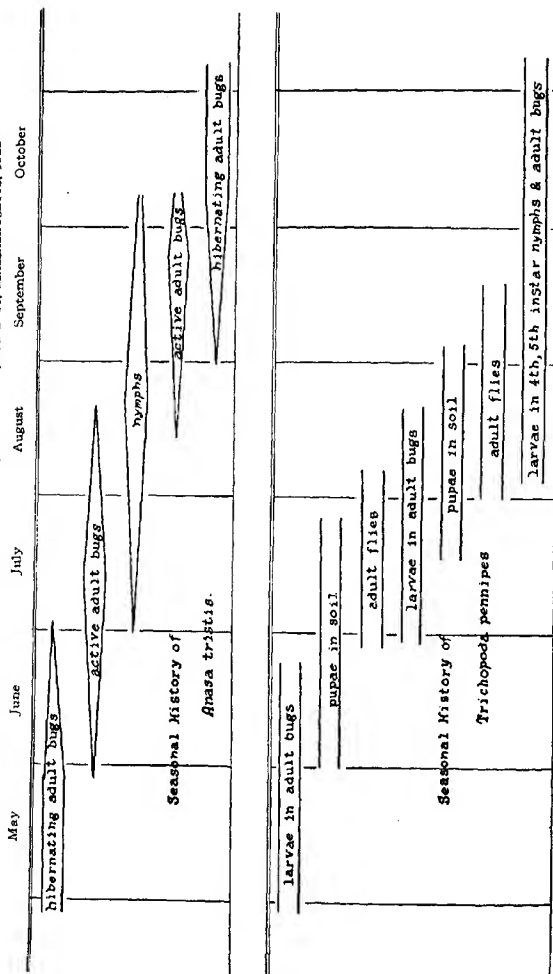 May June July August September October
hibernating adult bugs
active adult bugs
nymphs
active adult bugs
hibernating adult bugs
Seasonal History of
Anasa tristis.
larvae in adult bugs
pupae in soil
adult flies
larvae in adult bugs
pupae in soil
adult flies
larvae in 4th, 5th instar nymphs & adult bugs
Seasonal History of
Trichopoda pennipes